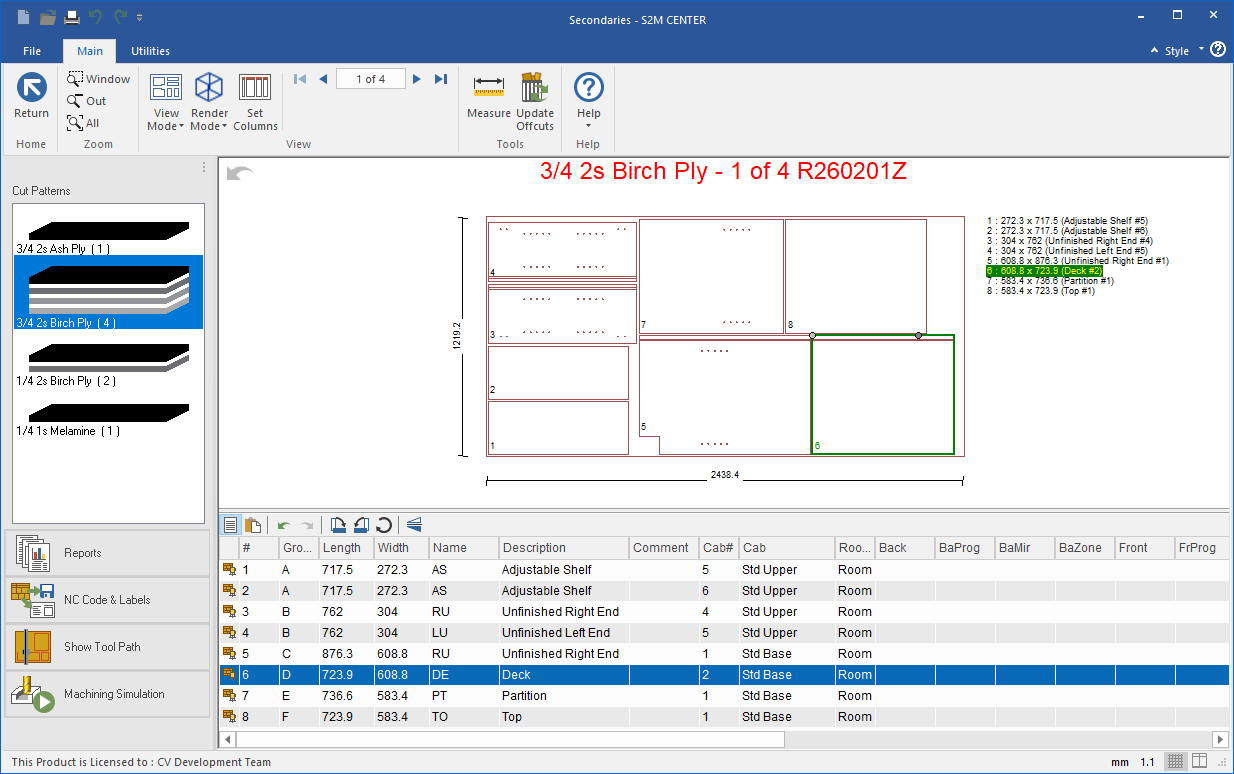 Secondaries - S2M CENTER
File Main Utilities Style
Return
Home
Window
Out
All
Zoom
View Mode
Render Mode
Set Columns
1 of 4
View
Measure
Update Offcuts
Tools
Help
Help
Cut Patterns
3/4 2s Ash Ply ( 1 )
3/4 2s Birch Ply ( 4 )
1/4 2s Birch Ply ( 2 )
1/4 1s Melamine ( 1 )
Reports
NC Code & Labels
Show Tool Path
Machining Simulation
3/4 2s Birch Ply - 1 of 4 R260201Z
1219.2
2438.4
4
3
2
1
7
8
5
6
1 : 272.3 x 717.5 (Adjustable Shelf #5)
2 : 272.3 x 717.5 (Adjustable Shelf #6)
3 : 304 x 762 (Unfinished Right End #4)
4 : 304 x 762 (Unfinished Left End #5)
5 : 608.8 x 876.3 (Unfinished Right End #1)
6 : 608.8 x 723.9 (Deck #2)
7 : 583.4 x 736.6 (Partition #1)
8 : 583.4 x 723.9 (Top #1)
# Gro... Length Width Name Description Comment Cab# Cab Roo... Back BaProg BaMir BaZone Front FrProg
1 A 717.5 272.3 AS Adjustable Shelf 5 Std Upper Room
2 A 717.5 272.3 AS Adjustable Shelf 6 Std Upper Room
3 B 762 304 RU Unfinished Right End 4 Std Upper Room
4 B 762 304 LU Unfinished Left End 5 Std Upper Room
5 C 876.3 608.8 RU Unfinished Right End 1 Std Base Room
6 D 723.9 608.8 DE Deck 2 Std Base Room
7 E 736.6 583.4 PT Partition 1 Std Base Room
8 F 723.9 583.4 TO Top 1 Std Base Room
This Product is Licensed to : CV Development Team
mm 1.1